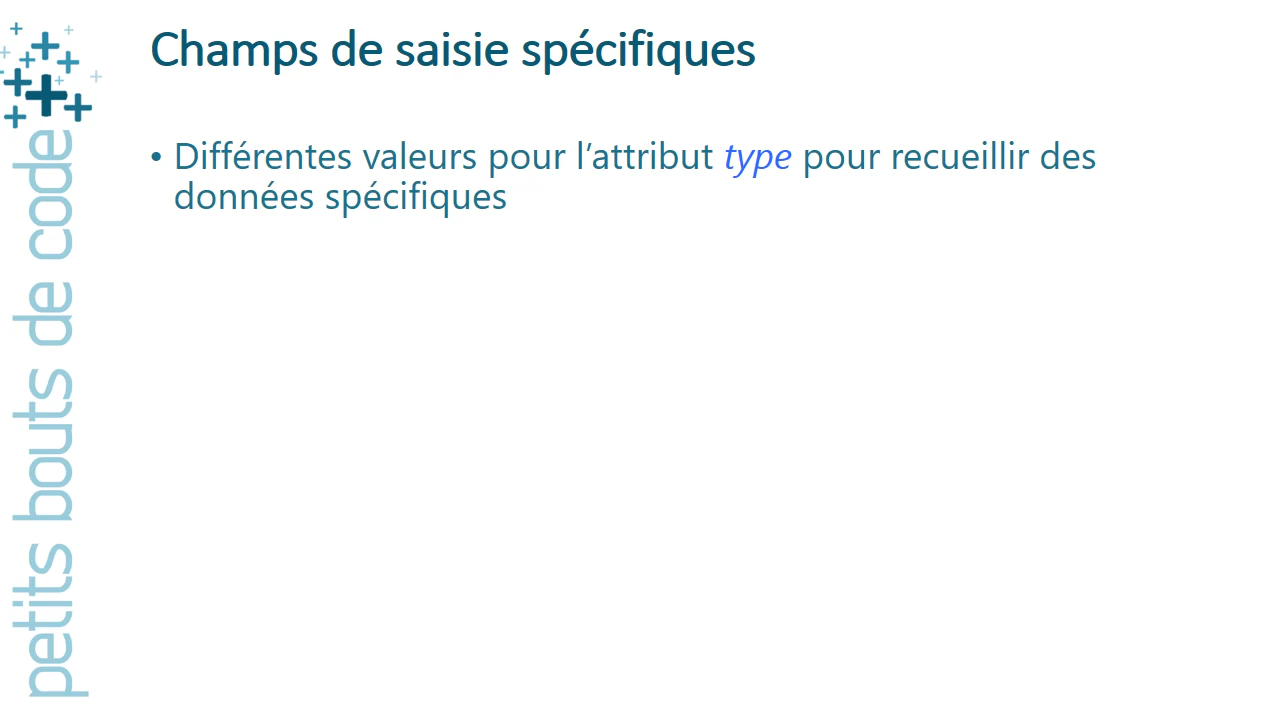 Champs de saisie spécifiques
• Différentes valeurs pour l’attribut type pour recueillir des
données spécifiques
petits bouts de code